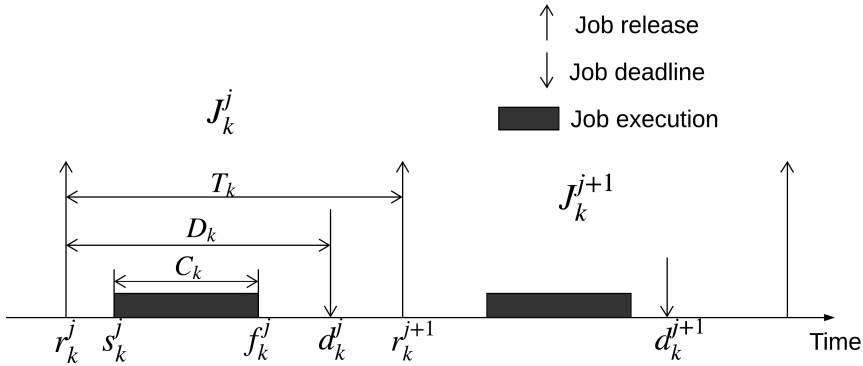 Job release
Job deadline
Job execution
J_k^j
T_k
J_k^{j+1}
D_k
C_k
r_k^j s_k^j f_k^j d_k^j r_k^{j+1} d_k^{j+1} Time